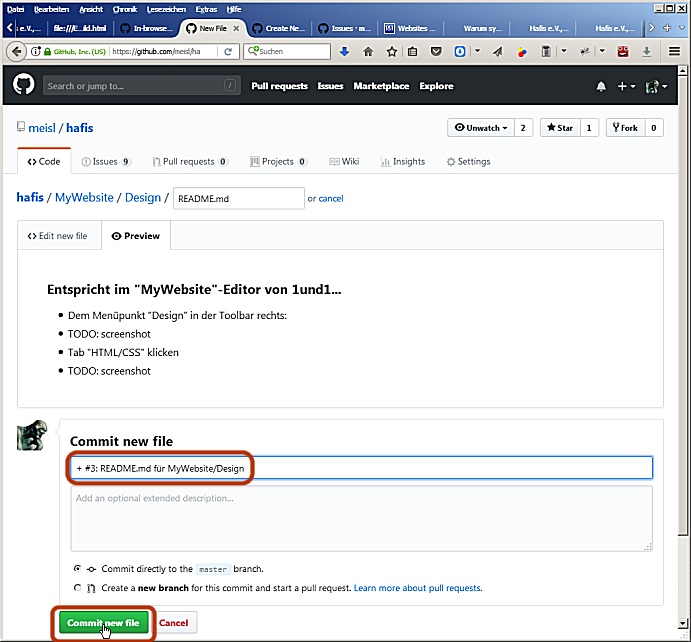 Datei Bearbeiten Ansicht Chronik Lesezeichen Extras Hilfe
: e.V.,... file:///E...ld.html In-browse... New File Create Ne... Issues · m... Websites ... Warum sy... Hafis e.V.,... Hafis e.V.,...
GitHub, Inc. (US) https://github.com/meisl/ha Suchen
Search or jump to... / Pull requests Issues Marketplace Explore
meisl / hafis Unwatch 2 Star 1 Fork 0
Code Issues 9 Pull requests 0 Projects 0 Wiki Insights Settings
hafis / MyWebsite / Design / README.md or cancel
Edit new file Preview
Entspricht im "MyWebsite"-Editor von 1und1...
Dem Menüpunkt "Design" in der Toolbar rechts:
TODO: screenshot
Tab "HTML/CSS" klicken
TODO: screenshot
Commit new file
+ #3: README.md für MyWebsite/Design
Add an optional extended description...
Commit directly to the master branch.
Create a new branch for this commit and start a pull request. Learn more about pull requests.
Commit new file Cancel